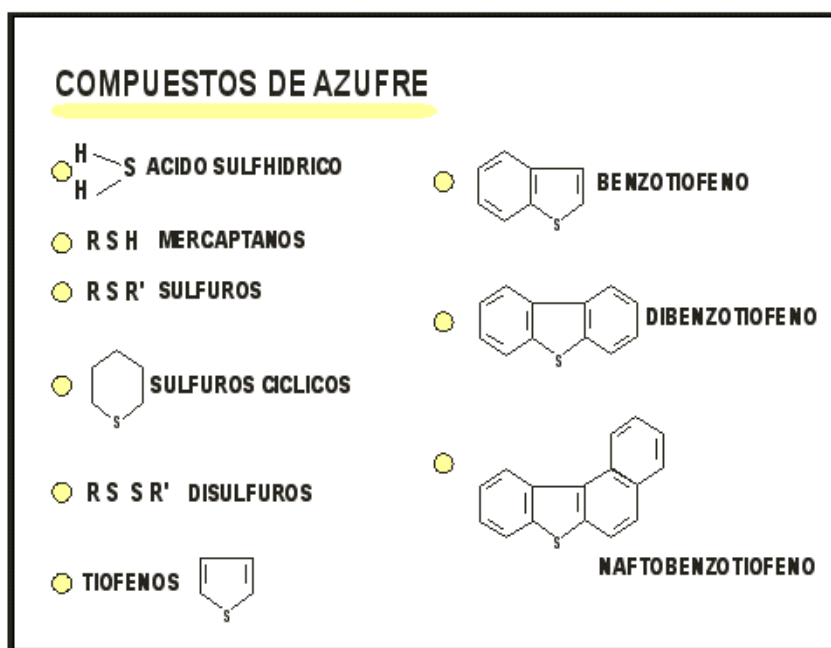 COMPUESTOS DE AZUFRE
H
H
S ACIDO SULFHIDRICO
R S H MERCAPTANOS
R S R' SULFUROS
S
SULFUROS CICLICOS
R S S R' DISULFUROS
TIOFENOS
S
BENZOTIOFENO
S
DIBENZOTIOFENO
S
S
NAFTOBENZOTIOFENO